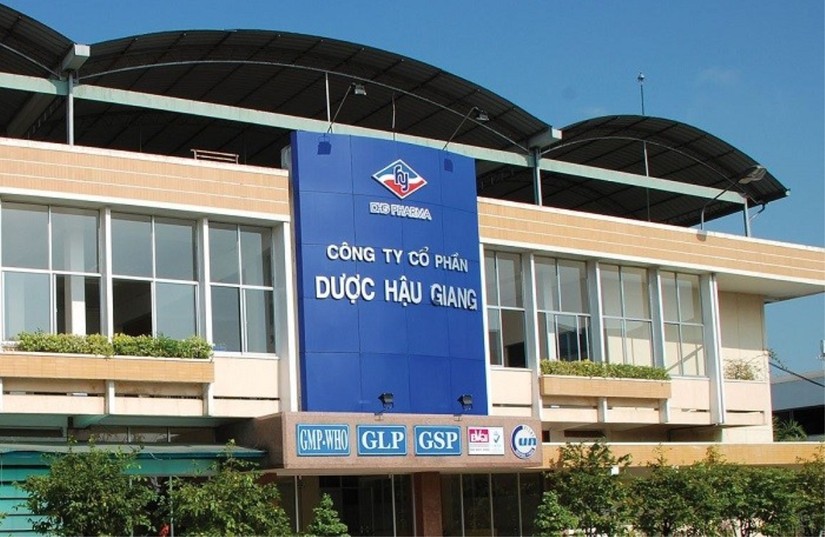 DHG PHARMA
CÔNG TY CỔ PHẦN
DƯỢC HẬU GIANG
GMP-WHO
GLP
GSP